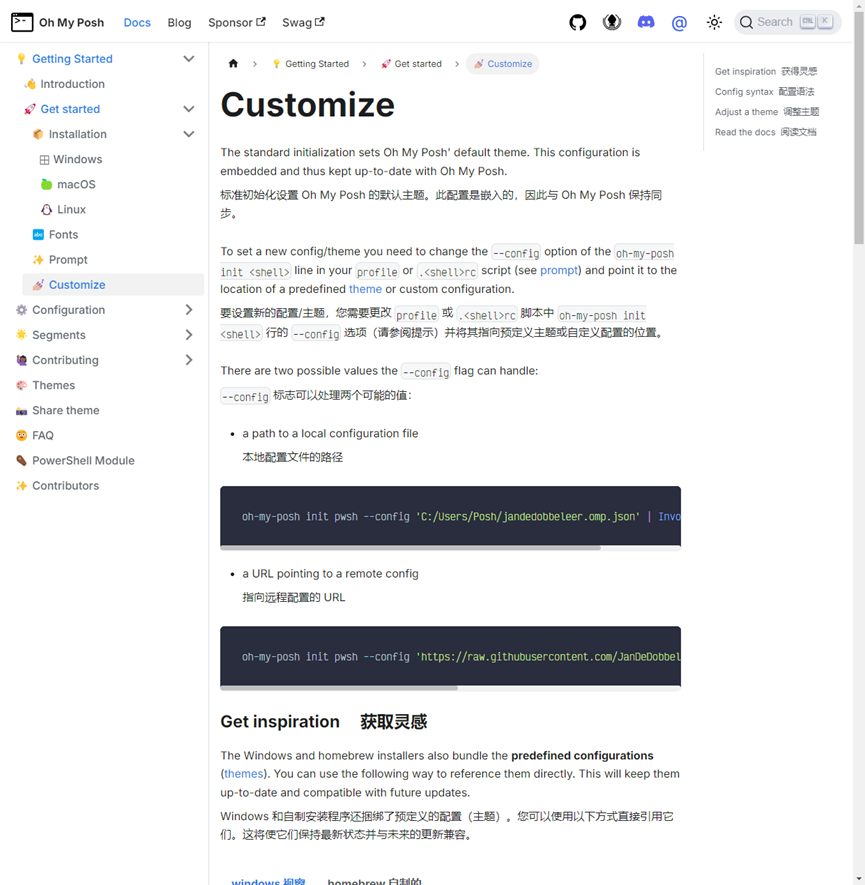 Oh My Posh Docs Blog Sponsor Swag Search CTRL K
Getting Started
Introduction
Get started
Installation
Windows
macOS
Linux
Fonts
Prompt
Customize
Configuration
Segments
Contributing
Themes
Share theme
FAQ
PowerShell Module
Contributors
Getting Started Get started Customize
Customize
The standard initialization sets Oh My Posh' default theme. This configuration is
embedded and thus kept up-to-date with Oh My Posh.
标准初始化设置 Oh My Posh 的默认主题。此配置是嵌入的，因此与 Oh My Posh 保持同
步。
To set a new config/theme you need to change the --config option of the oh-my-posh
init <shell> line in your profile or .<shell>rc script (see prompt) and point it to the
location of a predefined theme or custom configuration.
要设置新的配置/主题，您需要更改 profile 或 .<shell>rc 脚本中 oh-my-posh init
<shell> 行的 --config 选项（请参阅提示）并将其指向预定义主题或自定义配置的位置。
There are two possible values the --config flag can handle:
--config 标志可以处理两个可能的值：
• a path to a local configuration file
本地配置文件的路径
oh-my-posh init pwsh --config 'C:/Users/Posh/jandedobbeleer.omp.json' | Invo
• a URL pointing to a remote config
指向远程配置的 URL
oh-my-posh init pwsh --config 'https://raw.githubusercontent.com/JanDeDobbel
Get inspiration 获取灵感
The Windows and homebrew installers also bundle the predefined configurations
(themes). You can use the following way to reference them directly. This will keep them
up-to-date and compatible with future updates.
Windows 和自制安装程序还捆绑了预定义的配置（主题）。您可以使用以下方式直接引用它
们。这将使它们保持最新状态并与未来的更新兼容。
windows 视窗 homebrew 自制的
Get inspiration 获得灵感
Config syntax 配置语法
Adjust a theme 调整主题
Read the docs 阅读文档